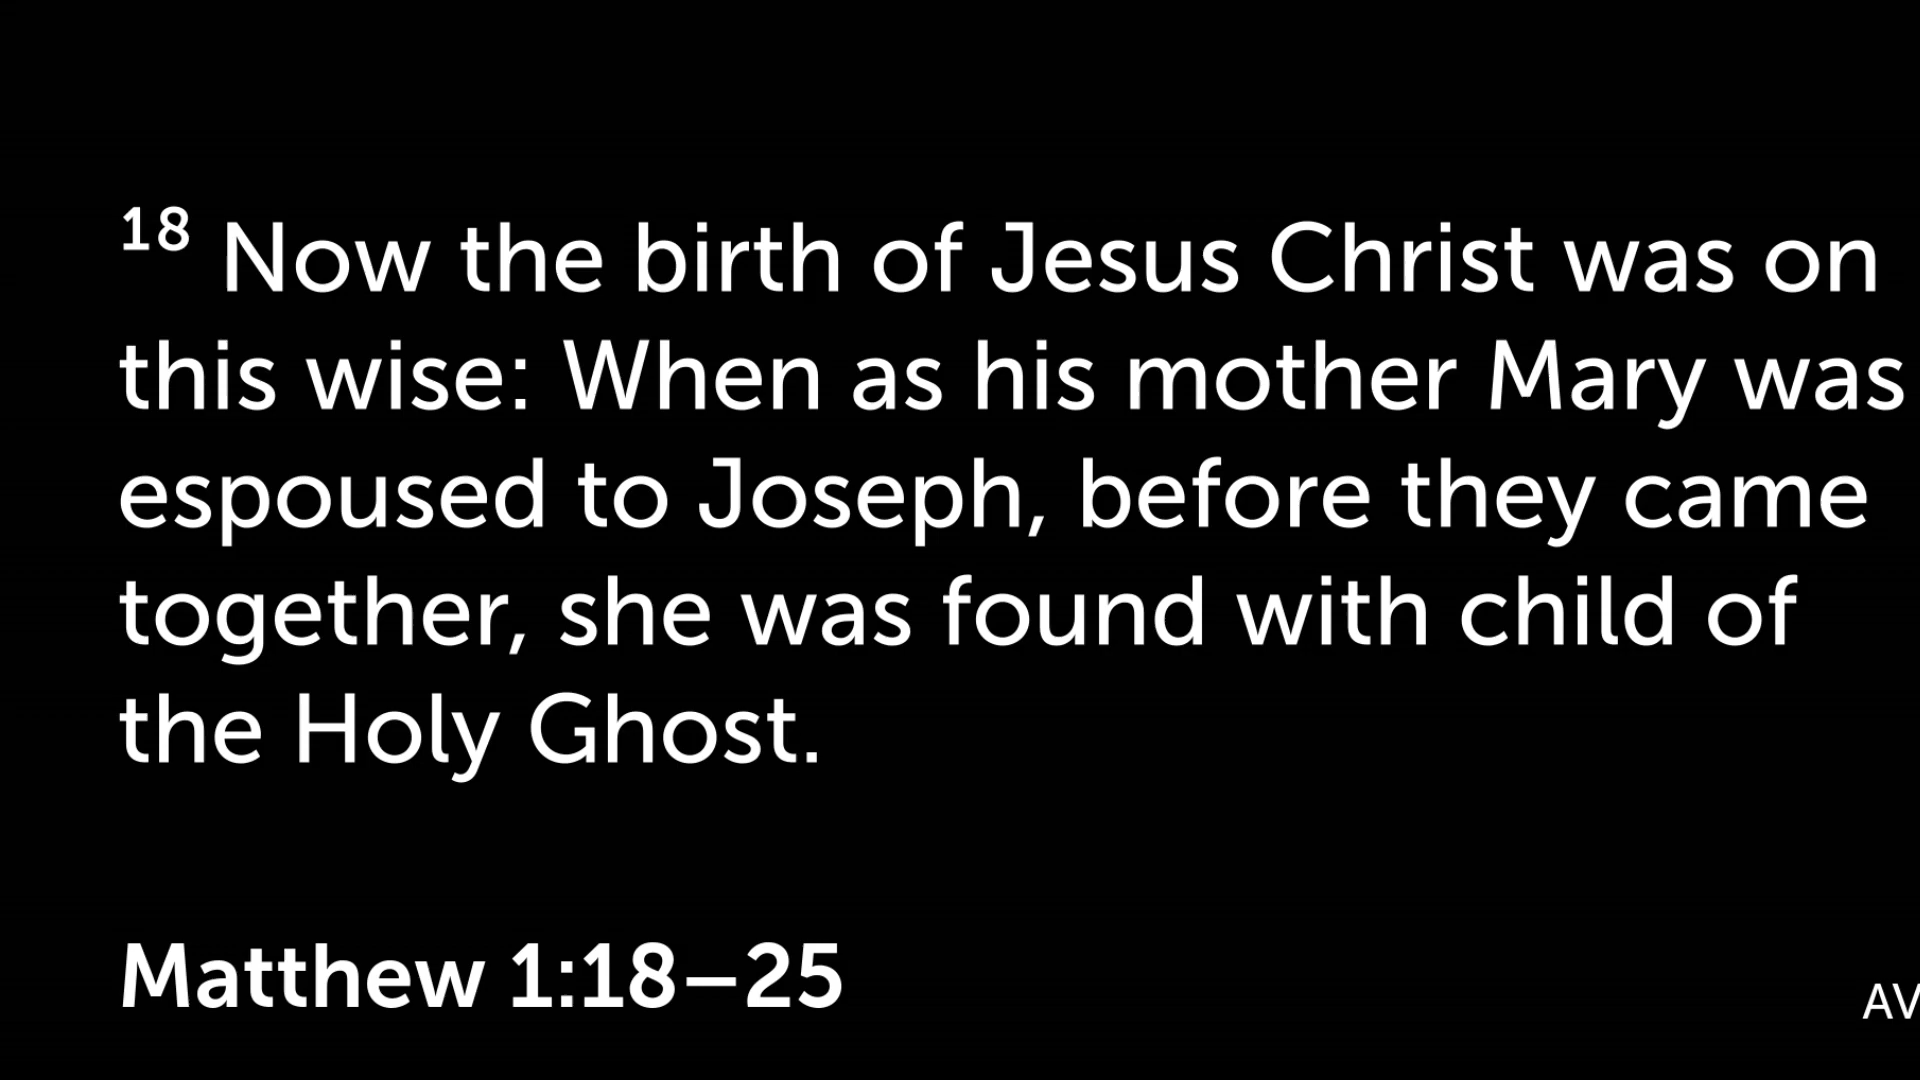 18 Now the birth of Jesus Christ was on
this wise: When as his mother Mary was
espoused to Joseph, before they came
together, she was found with child of
the Holy Ghost.
Matthew 1:18–25
AV